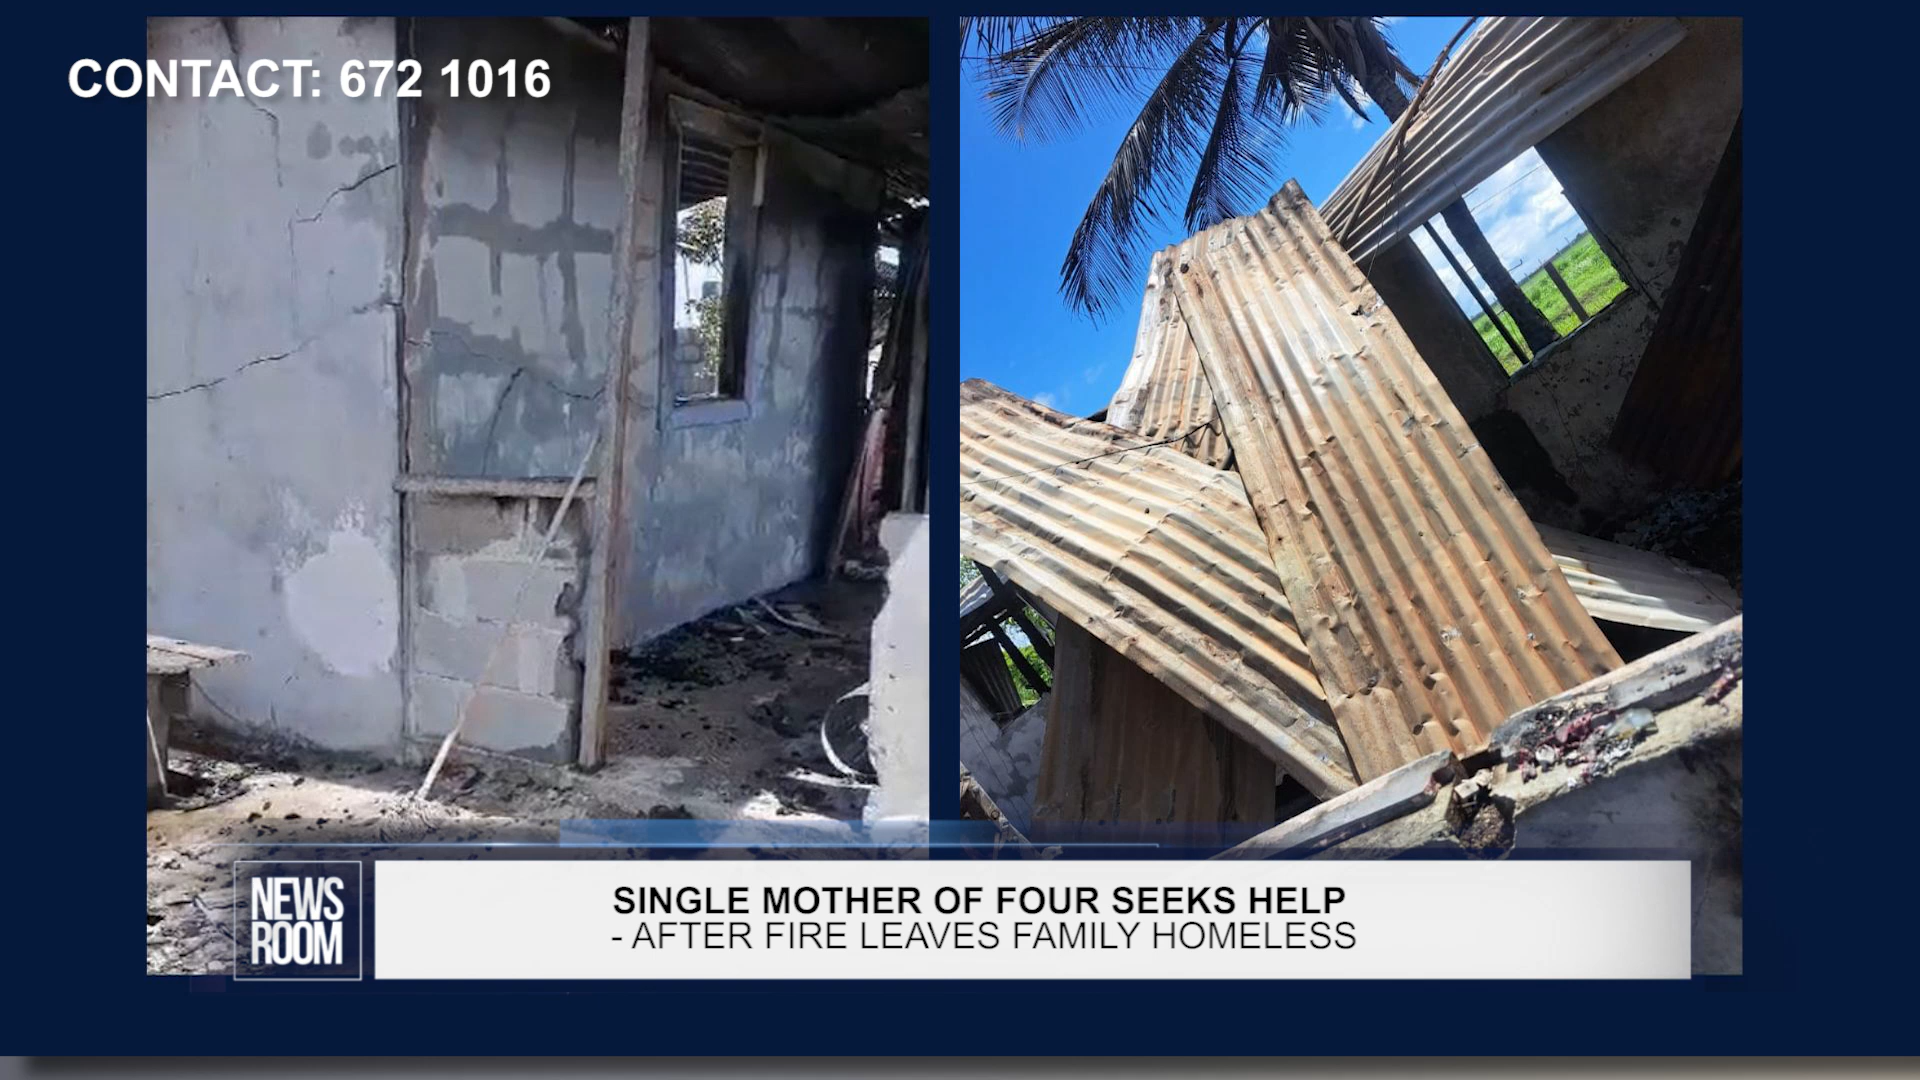 CONTACT: 672 1016
NEWS
ROOM
SINGLE MOTHER OF FOUR SEEKS HELP
- AFTER FIRE LEAVES FAMILY HOMELESS